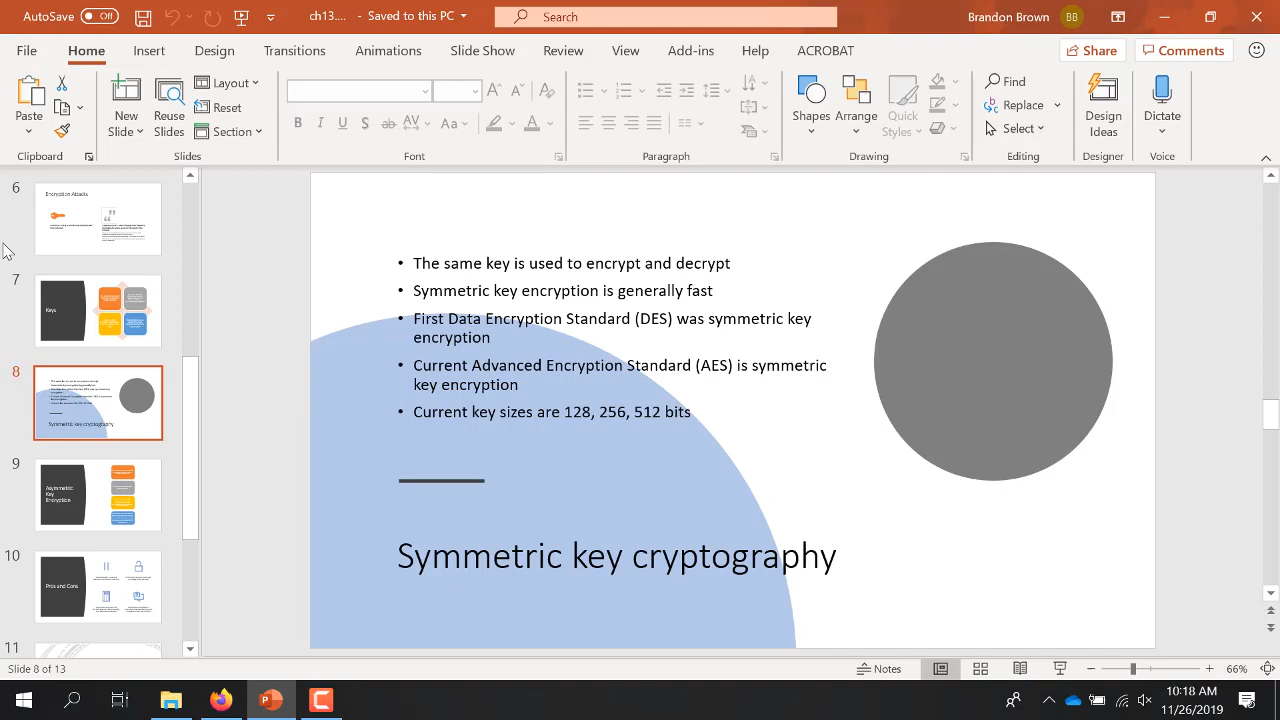 AutoSave Off ch13.... - Saved to this PC Search Brandon Brown BB
File Home Insert Design Transitions Animations Slide Show Review View Add-ins Help ACROBAT Share Comments
Paste New Slide Reuse Slides Layout Reset Section
B I U S ab AV Aa A
Shapes Arrange Quick Styles Find Replace Select Design Ideas Dictate
Clipboard Slides Font Paragraph Drawing Editing Designer Voice
6
Encryption Attacks
7
Keys
8
Symmetric key cryptography
9
Asymmetric
Key
Encryption
10
Pros and Cons
11
• The same key is used to encrypt and decrypt
• Symmetric key encryption is generally fast
• First Data Encryption Standard (DES) was symmetric key
encryption
• Current Advanced Encryption Standard (AES) is symmetric
key encryption
• Current key sizes are 128, 256, 512 bits
Symmetric key cryptography
Slide 8 of 13 Notes 66%
10:18 AM
11/26/2019